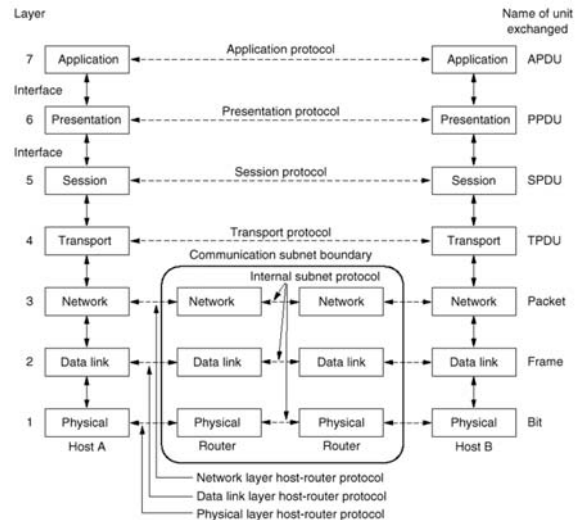 Layer
Name of unit exchanged
7 Application Application protocol Application APDU
Interface
6 Presentation Presentation protocol Presentation PPDU
Interface
5 Session Session protocol Session SPDU
4 Transport Transport protocol Transport TPDU
Communication subnet boundary
Internal subnet protocol
3 Network Network Network Network Packet
2 Data link Data link Data link Data link Frame
1 Physical Physical Physical Physical Bit
Host A Router Router Host B
Network layer host-router protocol
Data link layer host-router protocol
Physical layer host-router protocol